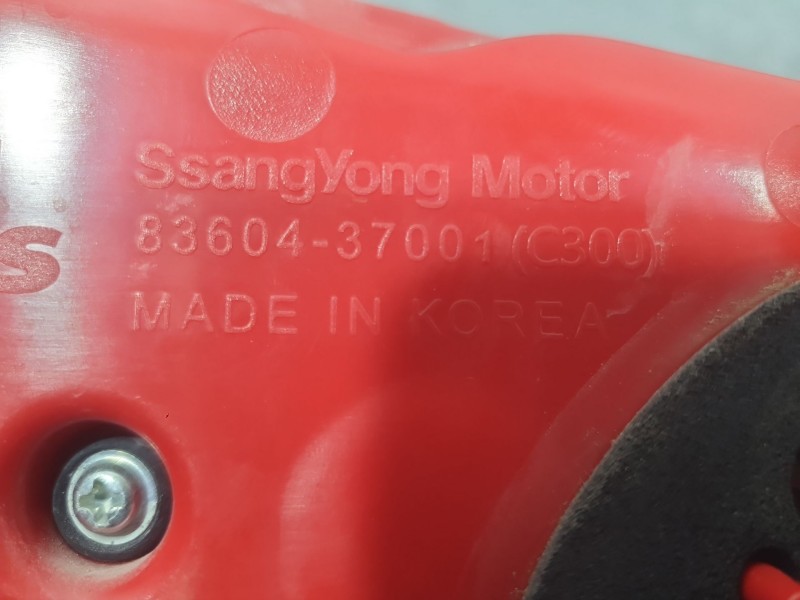 SsangYong Motor
83604-37001(C300)
MADE IN KOREA